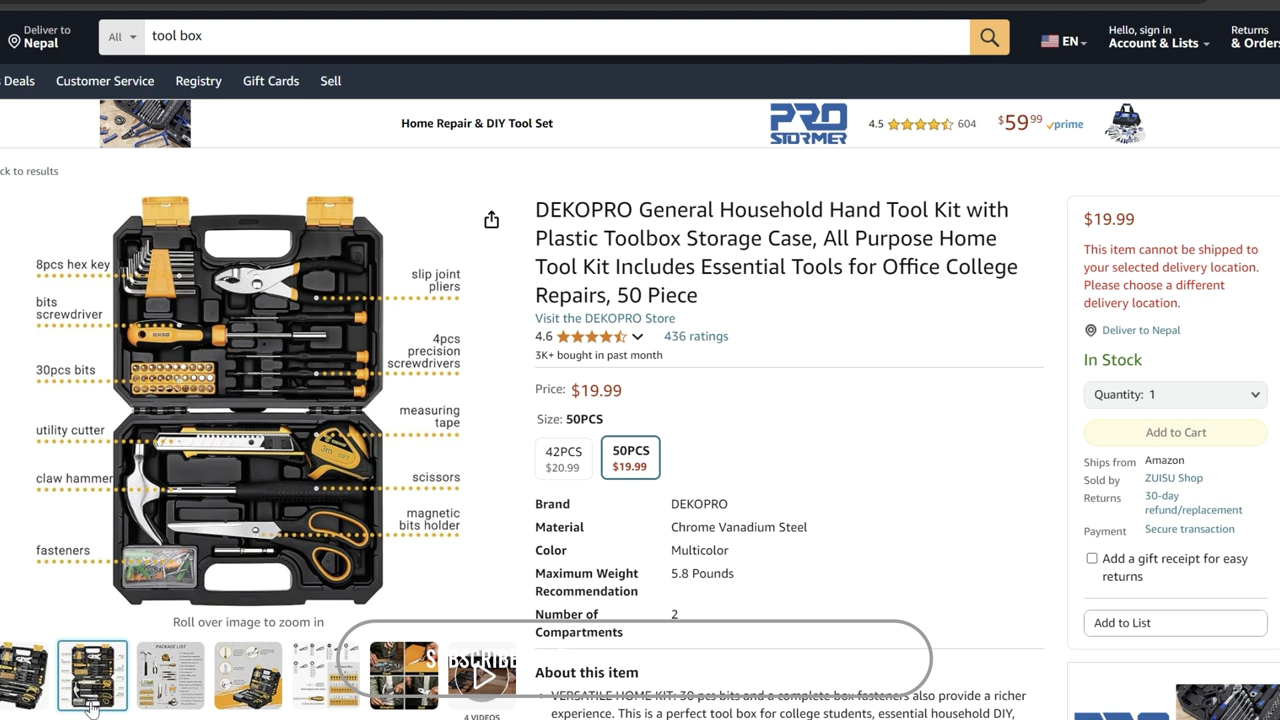 Deliver to
Nepal
All
tool box
EN
Hello, sign in
Account & Lists
Returns
& Order
s Deals
Customer Service
Registry
Gift Cards
Sell
Home Repair & DIY Tool Set
PRO
STORMER
4.5
604
$59.99
prime
ck to results
8pcs hex key
bits
screwdriver
30pcs bits
utility cutter
claw hammer
fasteners
slip joint
pliers
4pcs
precision
screwdrivers
measuring
tape
scissors
magnetic
bits holder
Roll over image to zoom in
PACKAGE LIST
4 VIDEOS
SUBSCRIBE
DEKOPRO General Household Hand Tool Kit with
Plastic Toolbox Storage Case, All Purpose Home
Tool Kit Includes Essential Tools for Office College
Repairs, 50 Piece
Visit the DEKOPRO Store
4.6
436 ratings
3K+ bought in past month
Price: $19.99
Size: 50PCS
42PCS
$20.99
50PCS
$19.99
Brand DEKOPRO
Material Chrome Vanadium Steel
Color Multicolor
Maximum Weight
Recommendation
5.8 Pounds
Number of
Compartments
2
About this item
VERSATILE HOME KIT: 30 pcs bits and a complete box fasteners also provide a richer
experience. This is a perfect tool box for college students, essential household DIY,
$19.99
This item cannot be shipped to
your selected delivery location.
Please choose a different
delivery location.
Deliver to Nepal
In Stock
Quantity: 1
Add to Cart
Ships from Amazon
Sold by ZUISU Shop
Returns 30-day
refund/replacement
Payment Secure transaction
Add a gift receipt for easy
returns
Add to List